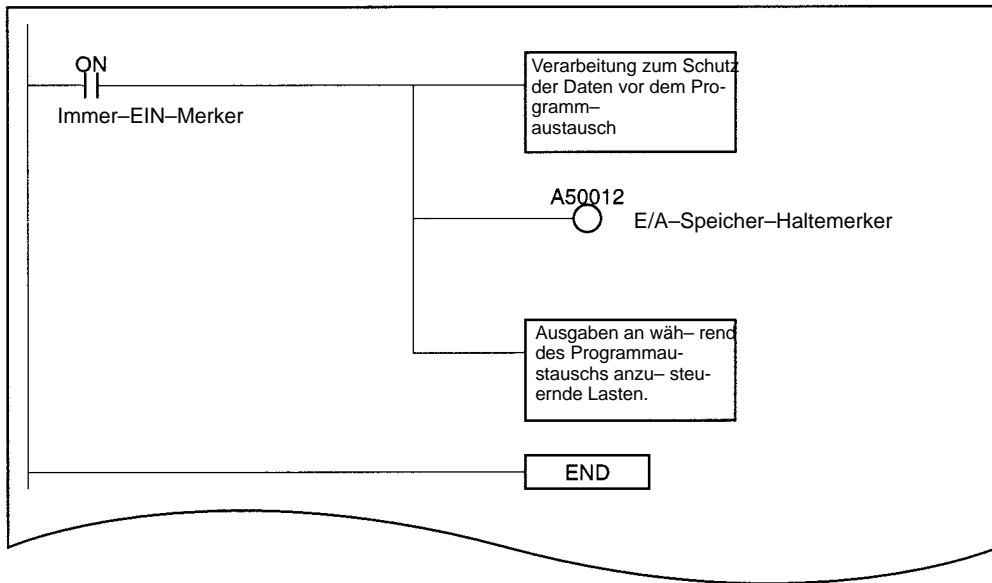 ON
Immer–EIN–Merker
Verarbeitung zum Schutz
der Daten vor dem Pro-
gramm–
austausch
A50012
E/A–Speicher–Haltemerker
Ausgaben an wäh– rend
des Programmau-
stauschs anzu– steu-
ernde Lasten.
END